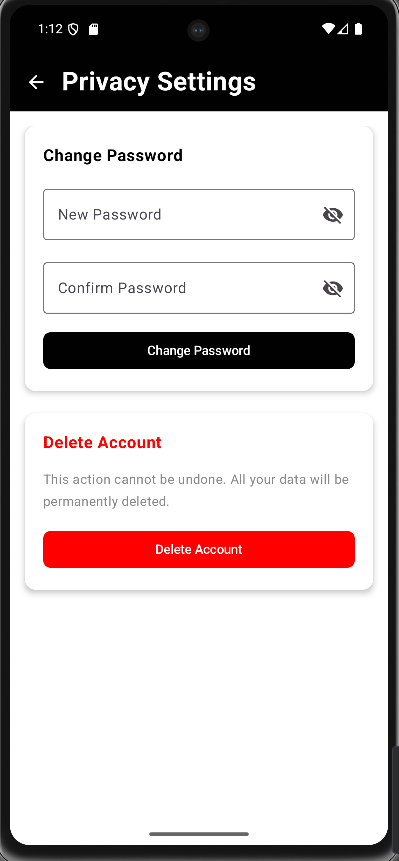 1:12
Privacy Settings
Change Password
New Password
Confirm Password
Change Password
Delete Account
This action cannot be undone. All your data will be
permanently deleted.
Delete Account